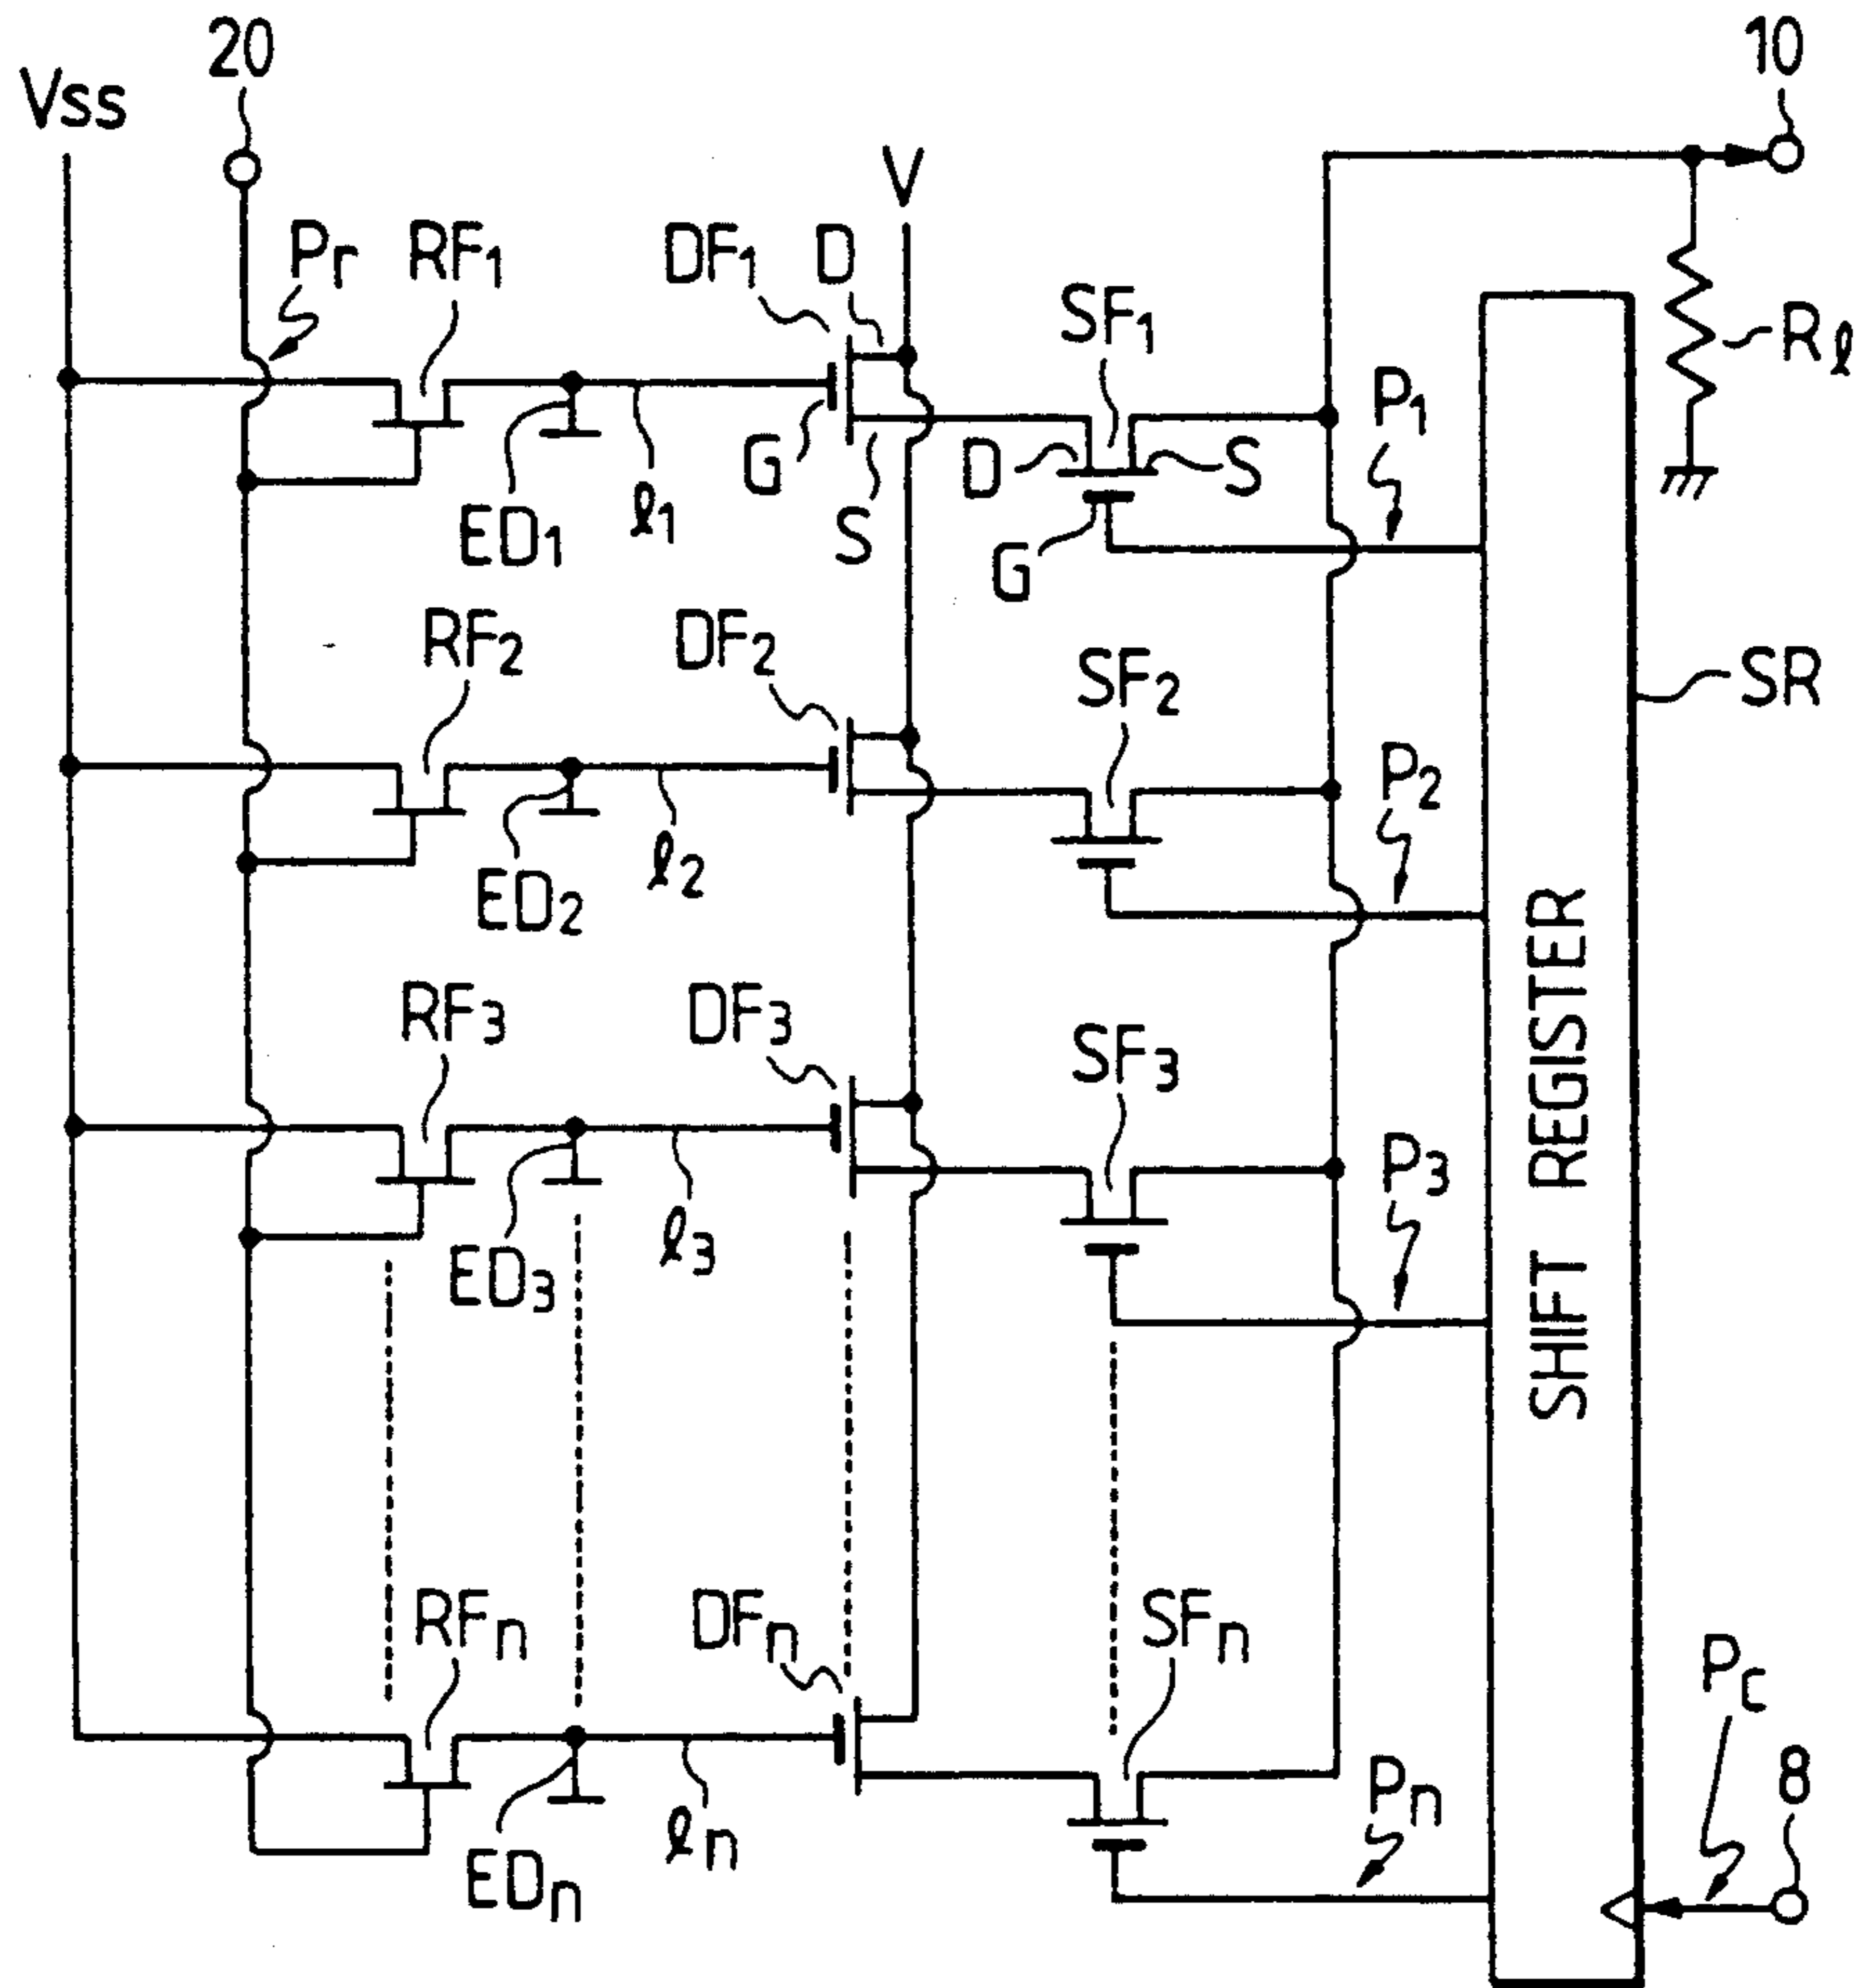 20
10
Vss
V
Pr
RF1
DF1
D
SF1
Rℓ
P1
G
D
S
ED1
ℓ1
S
G
RF2
DF2
SF2
SR
P2
ED2
ℓ2
RF3
DF3
SF3
P3
ED3
ℓ3
SHIFT REGISTER
RFn
DFn
SFn
Pc
Pn
8
EDn
ℓn